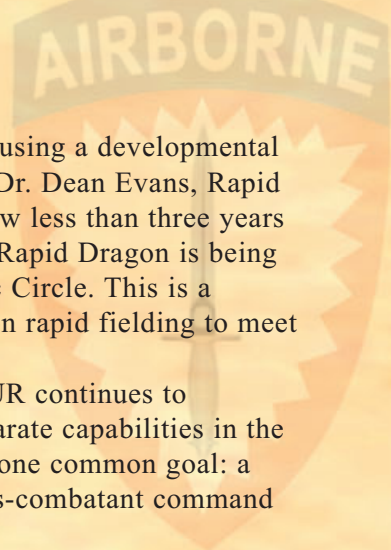 AIRBORNE
using a developmental
Dr. Dean Evans, Rapid
w less than three years
Rapid Dragon is being
Circle. This is a
n rapid fielding to meet
UR continues to
arate capabilities in the
one common goal: a
s-combatant command